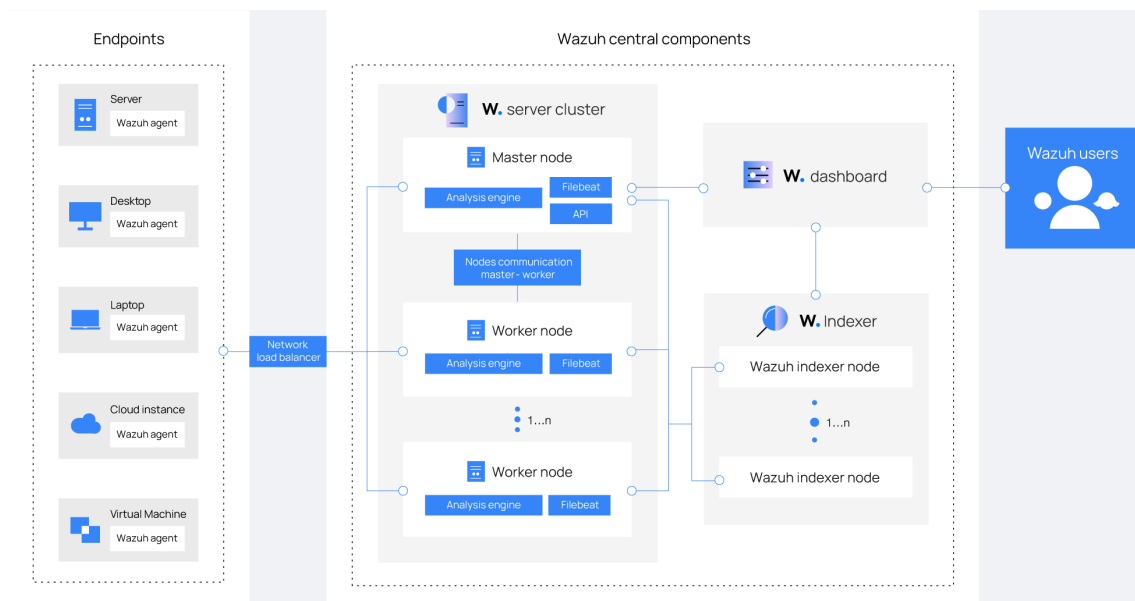 Endpoints
Server
Wazuh agent
Desktop
Wazuh agent
Laptop
Wazuh agent
Cloud instance
Wazuh agent
Virtual Machine
Wazuh agent
Network
load balancer
Wazuh central components
W. server cluster
Master node
Analysis engine
Filebeat
API
Nodes communication
master- worker
Worker node
Analysis engine
Filebeat
1...n
Worker node
Analysis engine
Filebeat
W. dashboard
W. Indexer
Wazuh indexer node
1...n
Wazuh indexer node
Wazuh users